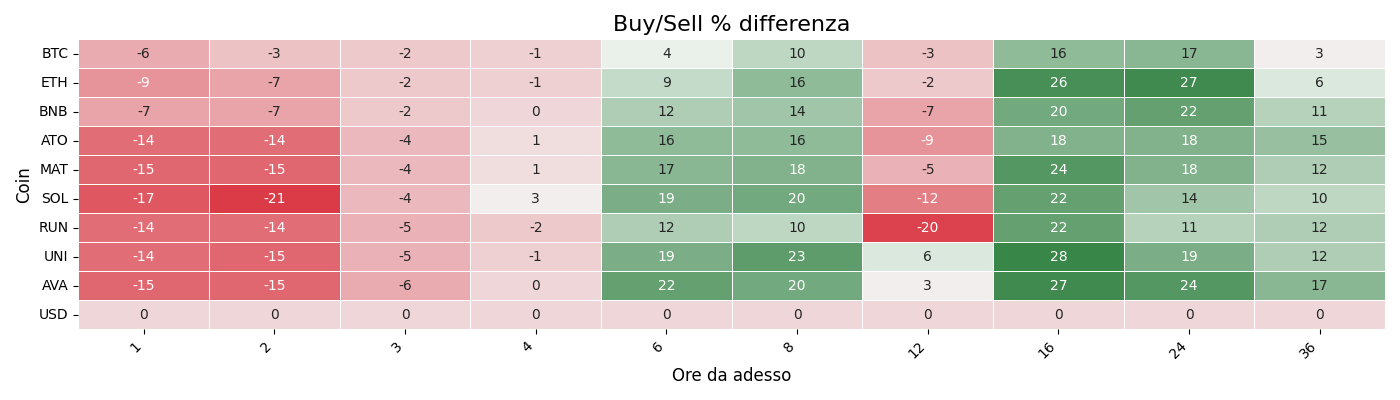 Buy/Sell % differenza
Coin
BTC -6 -3 -2 -1 4 10 -3 16 17 3
ETH -9 -7 -2 -1 9 16 -2 26 27 6
BNB -7 -7 -2 0 12 14 -7 20 22 11
ATO -14 -14 -4 1 16 16 -9 18 18 15
MAT -15 -15 -4 1 17 18 -5 24 18 12
SOL -17 -21 -4 3 19 20 -12 22 14 10
RUN -14 -14 -5 -2 12 10 -20 22 11 12
UNI -14 -15 -5 -1 19 23 6 28 19 12
AVA -15 -15 -6 0 22 20 3 27 24 17
USD 0 0 0 0 0 0 0 0 0 0
1 2 3 4 6 8 12 16 24 36
Ore da adesso